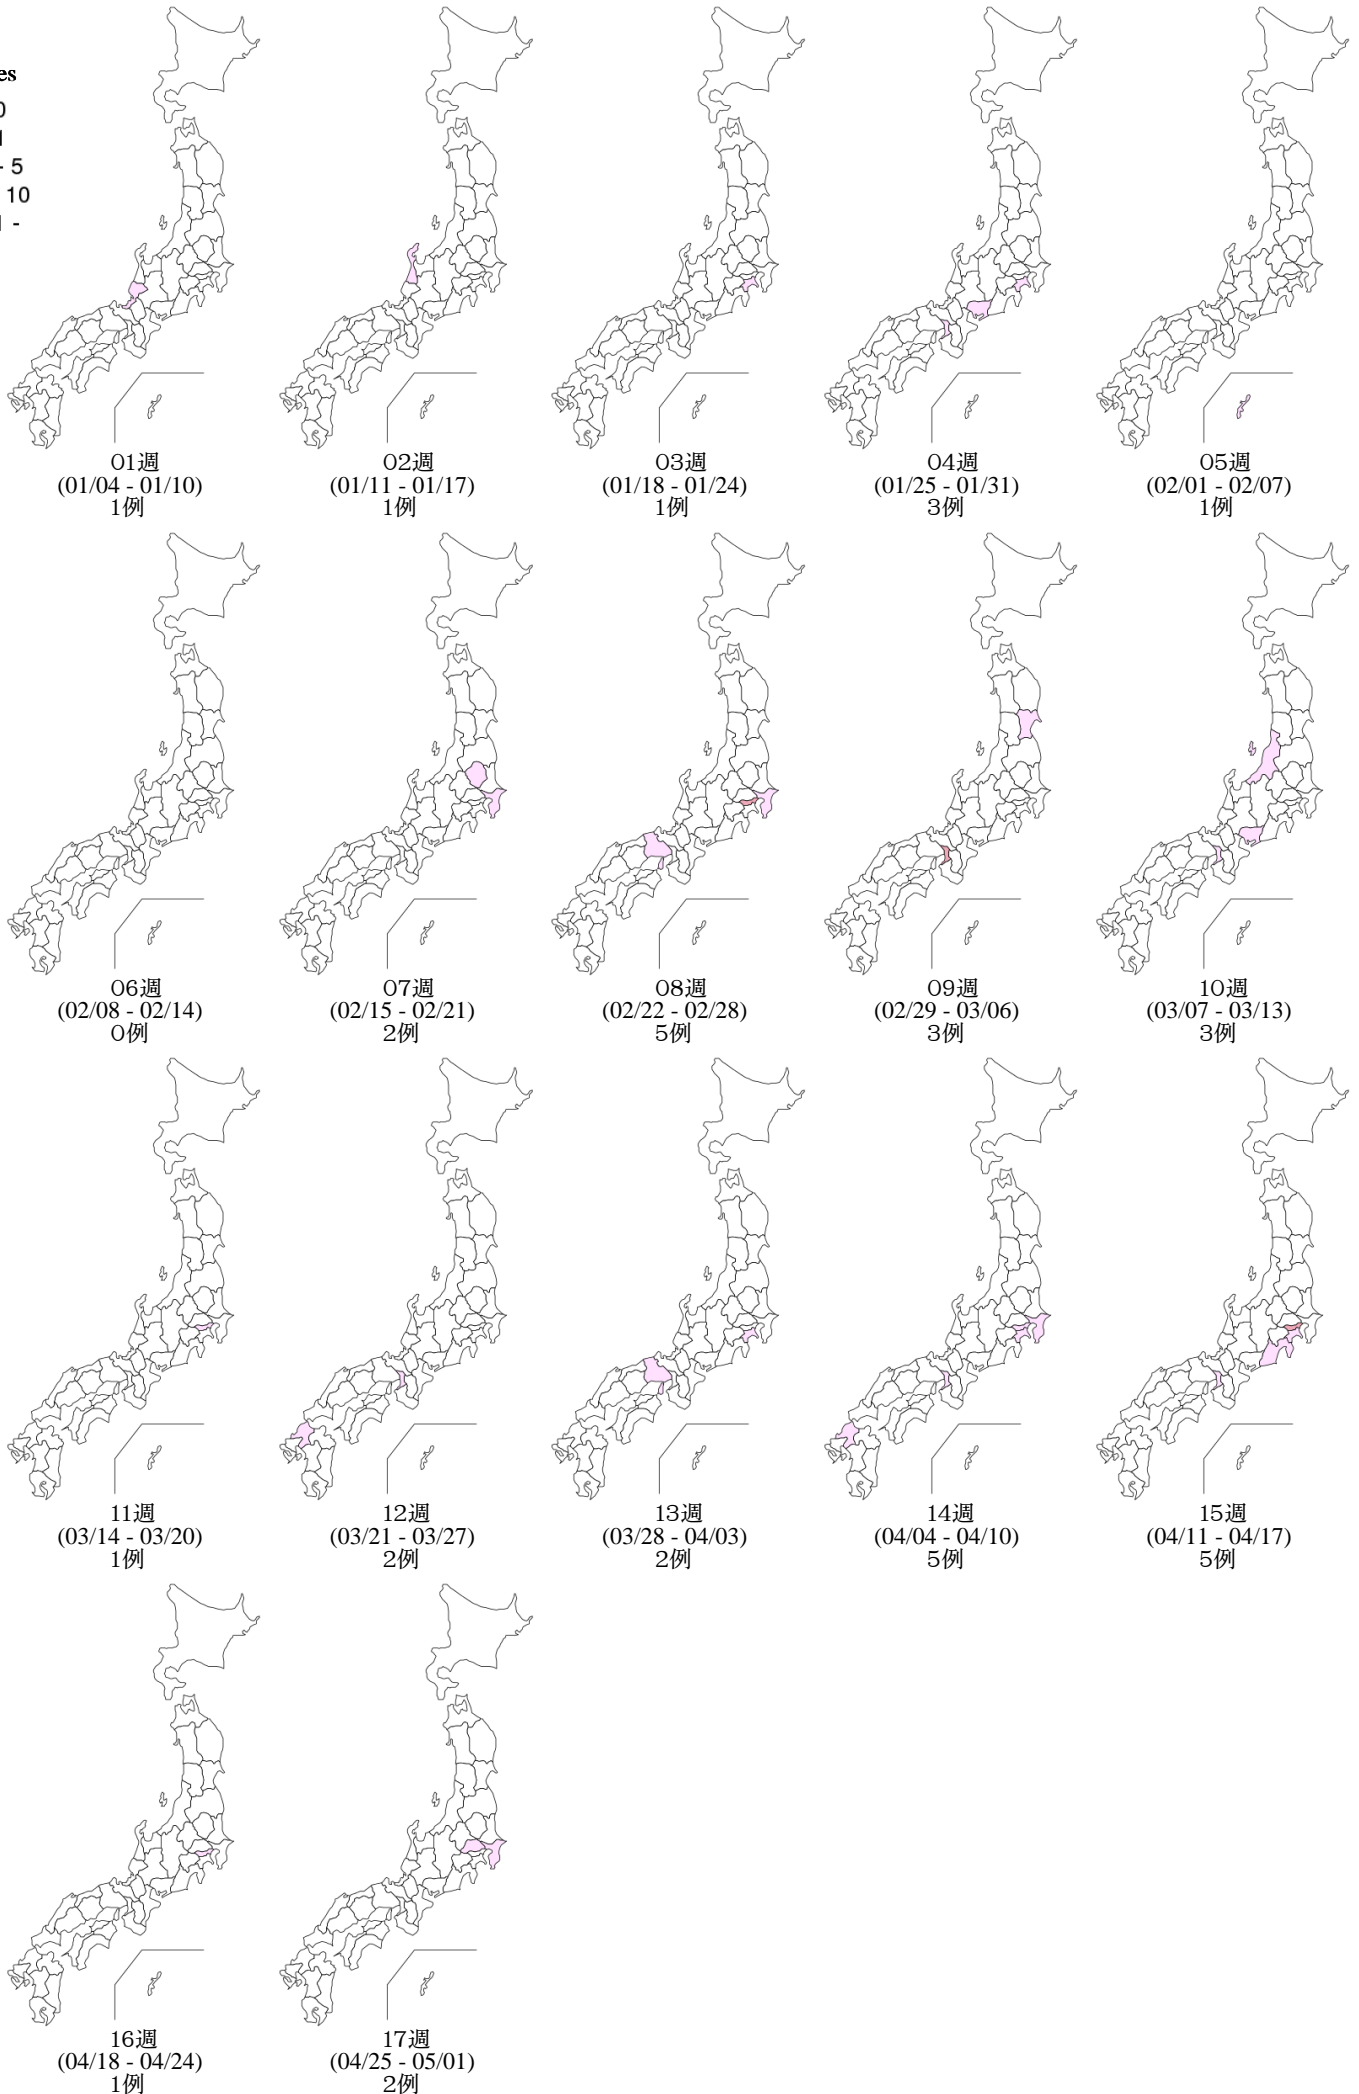 es
0
- 5
10
-
01週
(01/04 - 01/10)
1例
02週
(01/11 - 01/17)
1例
03週
(01/18 - 01/24)
1例
04週
(01/25 - 01/31)
3例
05週
(02/01 - 02/07)
1例
06週
(02/08 - 02/14)
0例
07週
(02/15 - 02/21)
2例
08週
(02/22 - 02/28)
5例
09週
(02/29 - 03/06)
3例
10週
(03/07 - 03/13)
3例
11週
(03/14 - 03/20)
1例
12週
(03/21 - 03/27)
2例
13週
(03/28 - 04/03)
2例
14週
(04/04 - 04/10)
5例
15週
(04/11 - 04/17)
5例
16週
(04/18 - 04/24)
1例
17週
(04/25 - 05/01)
2例